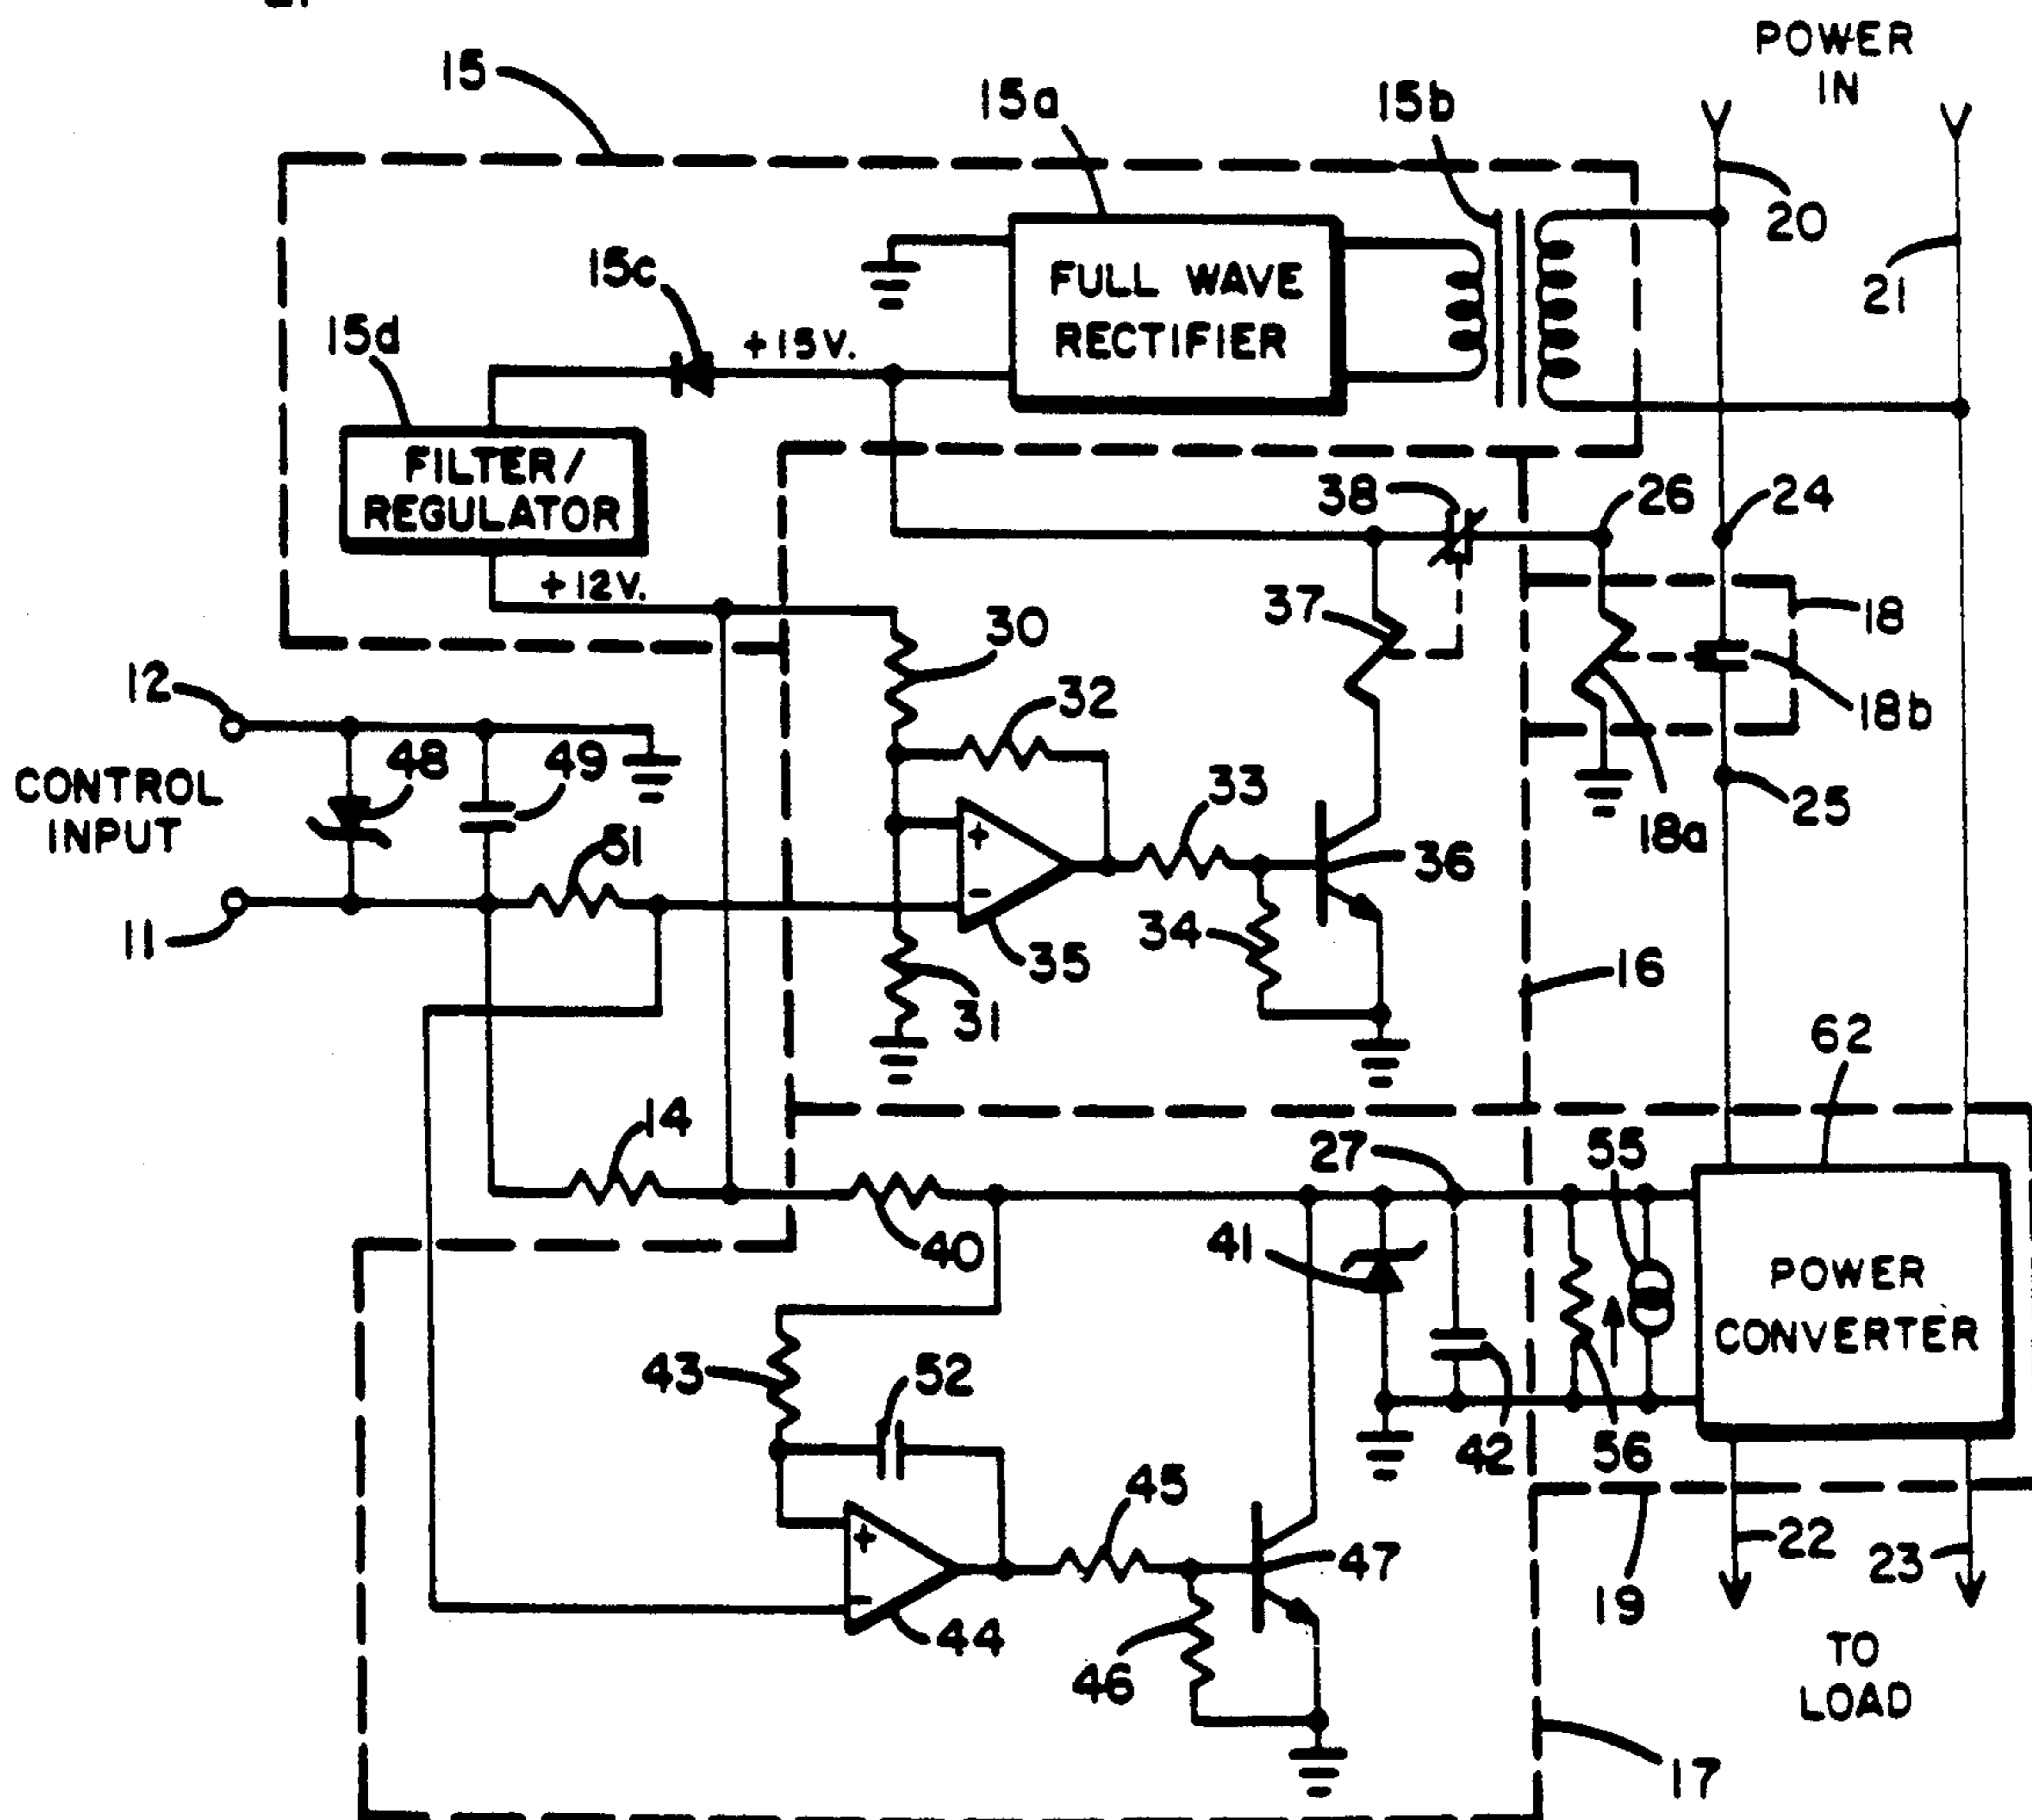 POWER
IN
15
15a
15b
20
21
15c
+15V.
FULL WAVE
RECTIFIER
15d
FILTER/
REGULATOR
+12V.
38
26
24
37
18
30
12
32
18b
48
49
CONTROL
INPUT
33
25
51
+
18a
36
-
11
34
35
16
31
62
14
27
55
40
41
POWER
CONVERTER
43
52
42
56
45
+
47
22
23
-
44
19
46
TO
LOAD
17